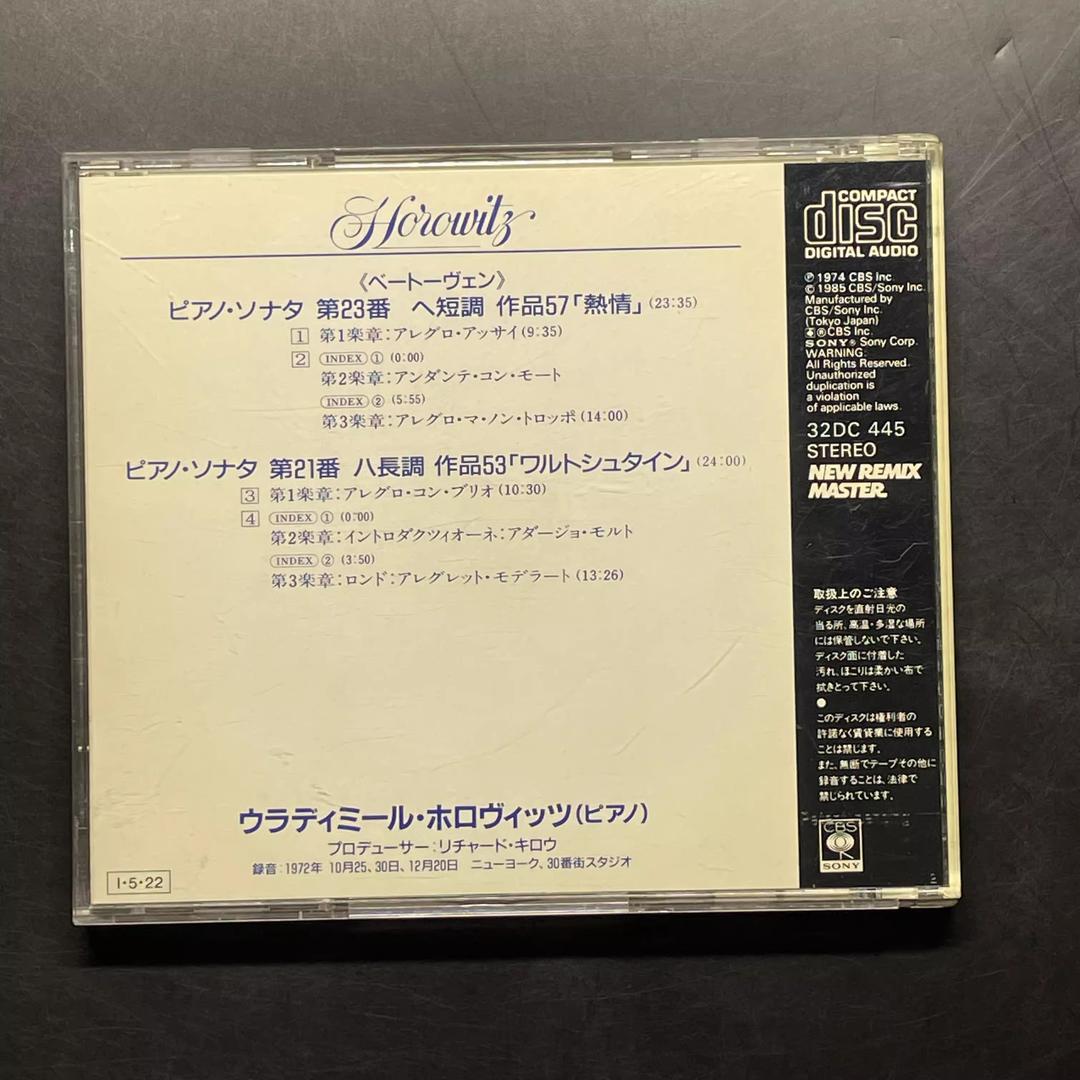 Horowitz
《ベートーヴェン》
ピアノ・ソナタ 第23番 ヘ短調 作品57「熱情」(23:35)
1 第1楽章:アレグロ・アッサイ(9:35)
2 INDEX ① (0:00)
第2楽章:アンダンテ・コン・モート
INDEX ② (5:55)
第3楽章:アレグロ・マ・ノン・トロッポ(14:00)
ピアノ・ソナタ 第21番 ハ長調 作品53「ワルトシュタイン」(24:00)
3 第1楽章:アレグロ・コン・ブリオ(10:30)
4 INDEX ① (0:00)
第2楽章:イントロダクツィオーネ:アダージョ・モルト
INDEX ② (3:50)
第3楽章:ロンド:アレグレット・モデラート(13:26)
ウラディミール・ホロヴィッツ(ピアノ)
プロデューサー:リチャード・キロウ
録音:1972年 10月25、30日、12月20日 ニューヨーク、30番街スタジオ
I・5・22
COMPACT
disc
DIGITAL AUDIO
℗ 1974 CBS Inc.
© 1985 CBS/Sony Inc.
Manufactured by
CBS/Sony Inc.
(Tokyo Japan)
® CBS Inc.
SONY® Sony Corp.
WARNING:
All Rights Reserved.
Unauthorized
duplication is
a violation
of applicable laws.
32DC 445
STEREO
NEW REMIX
MASTER
取扱上のご注意
ディスクを直射日光の
当る所、高温・多湿な場所
には保管しないで下さい。
ディスク面に付着した
汚れ、ほこりは柔かい布で
拭きとって下さい。
●
このディスクは権利者の
許諾なく賃貸業に使用する
ことは禁じます。
また、無断でテープその他に
録音することは、法律で
禁じられています。
CBS
SONY